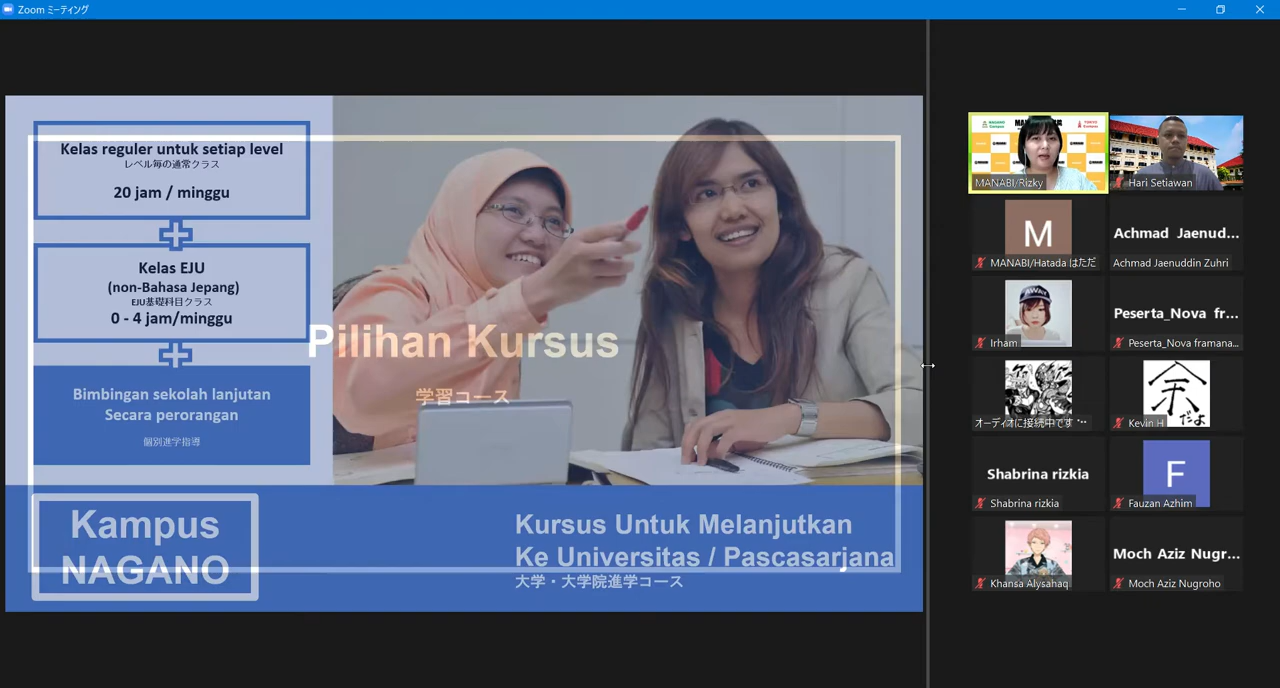 Zoom ミーティング
Kelas reguler untuk setiap level
レベル毎の通常クラス
20 jam / minggu
Kelas EJU
(non-Bahasa Jepang)
EJU基礎科目クラス
0 - 4 jam/minggu
Bimbingan sekolah lanjutan
Secara perorangan
個別進学指導
Pilihan Kursus
学習コース
Kampus
NAGANO
Kursus Untuk Melanjutkan
Ke Universitas / Pascasarjana
大学・大学院進学コース
MANABI/Rizky
Hari Setiawan
M
MANABI/Hatada はただ
Achmad Jaenud...
Achmad Jaenuddin Zuhri
AWAY
Irham
Peserta_Nova fr...
Peserta_Nova framana...
オーディオに接続中です ・・・
余
だよ
Kevin H
Shabrina rizkia
Shabrina rizkia
F
Fauzan Azhim
Khansa Alysahaq
Moch Aziz Nugr...
Moch Aziz Nugroho